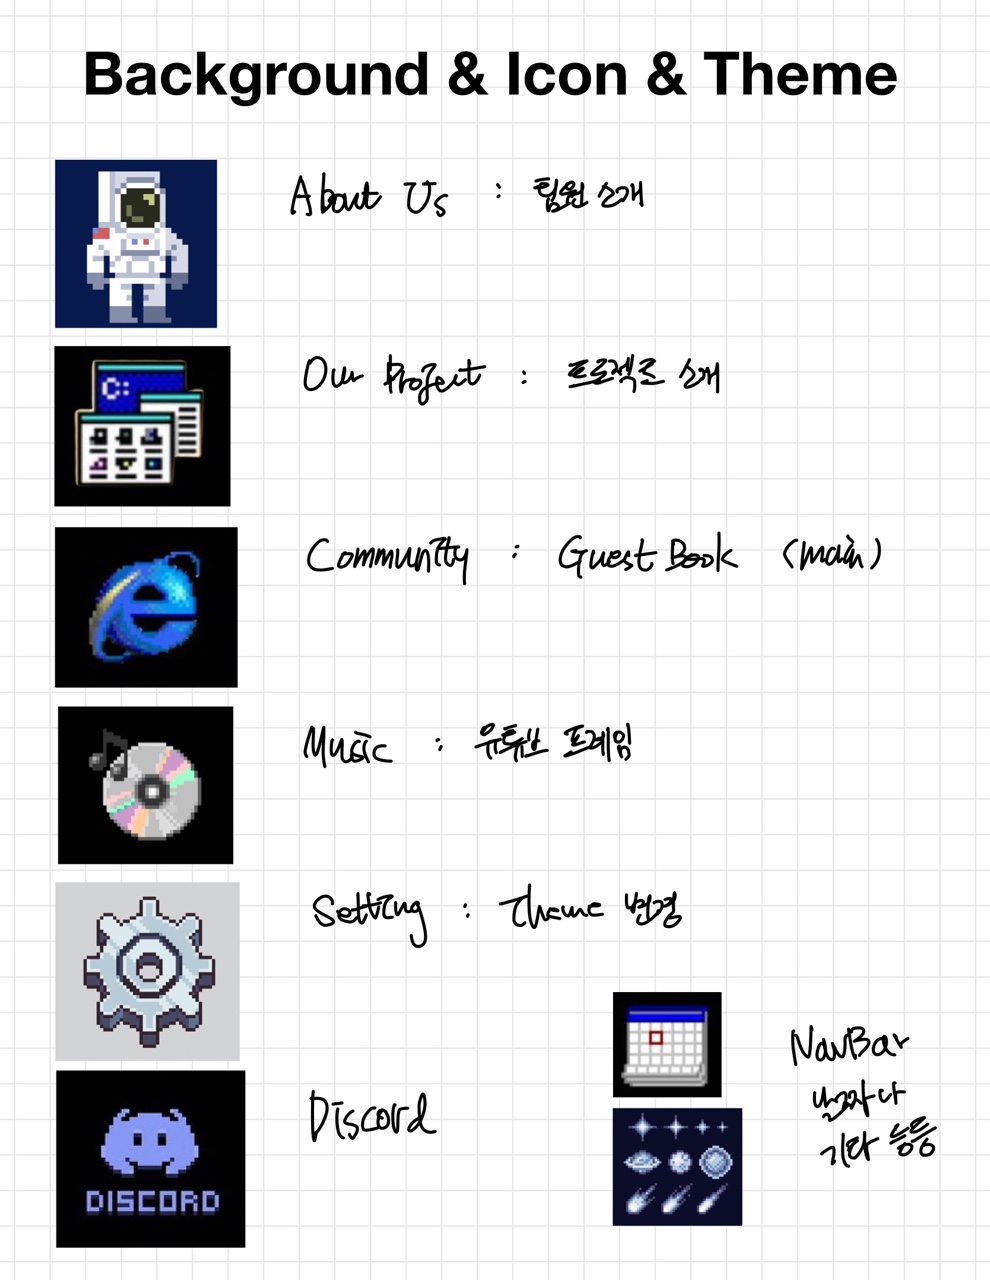 Background & Icon & Theme
About Us : 팀원 소개
C:
Our Project : 프로젝트 소개
Community : Guest Book (main)
Music : 유튜브 프레임
Setting : Theme 변경
NavBar
날짜나
기타 등등
Discord
DISCORD